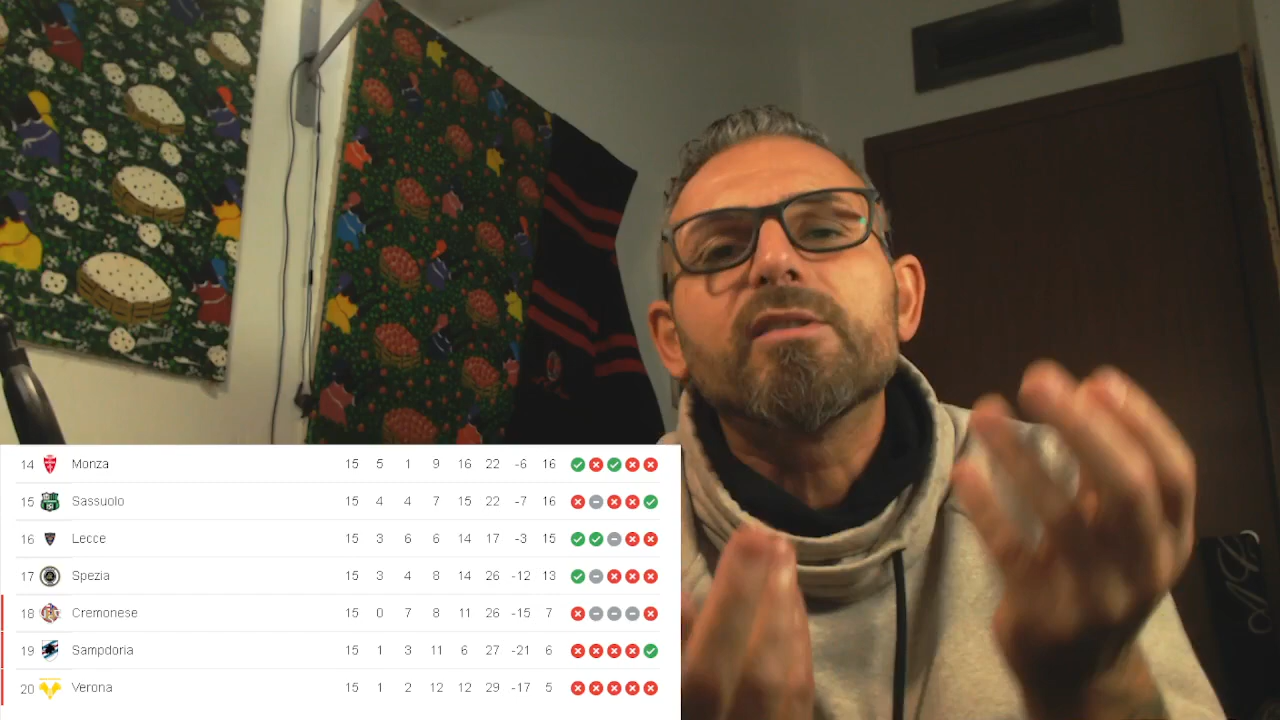 14 Monza 15 5 1 9 16 22 -6 16
15 Sassuolo 15 4 4 7 15 22 -7 16
16 Lecce 15 3 6 6 14 17 -3 15
17 Spezia 15 3 4 8 14 26 -12 13
18 Cremonese 15 0 7 8 11 26 -15 7
19 Sampdoria 15 1 3 11 6 27 -21 6
20 Verona 15 1 2 12 12 29 -17 5